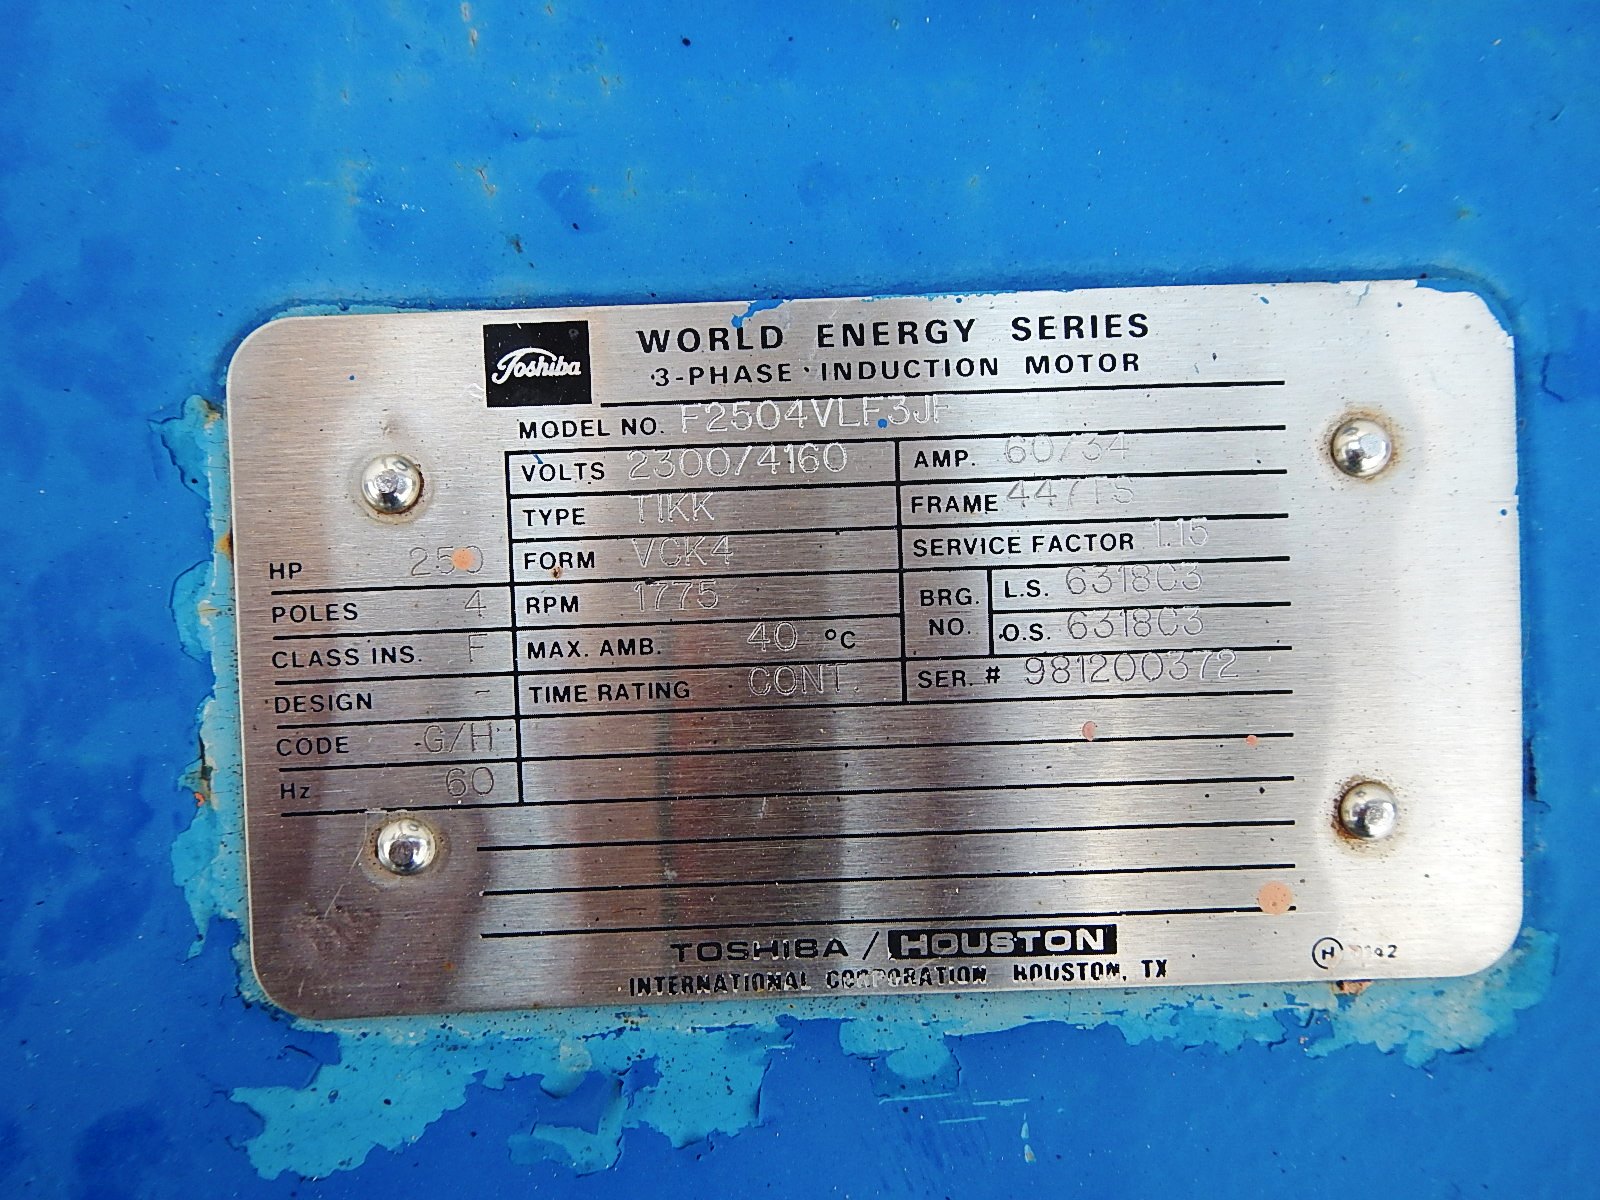 Toshiba
WORLD ENERGY SERIES
3-PHASE INDUCTION MOTOR
MODEL NO. F2504VLF3JF
VOLTS 2300/4160 AMP. 60/34
TYPE TIKK FRAME 447TS
HP 250 FORM VCK4 SERVICE FACTOR 1.15
POLES 4 RPM 1775 BRG. NO. L.S. 6318C3
CLASS INS. F MAX. AMB. 40 °C O.S. 6318C3
DESIGN - TIME RATING CONT. SER. # 981200372
CODE G/H
Hz 60
TOSHIBA / HOUSTON
INTERNATIONAL CORPORATION HOUSTON, TX
H